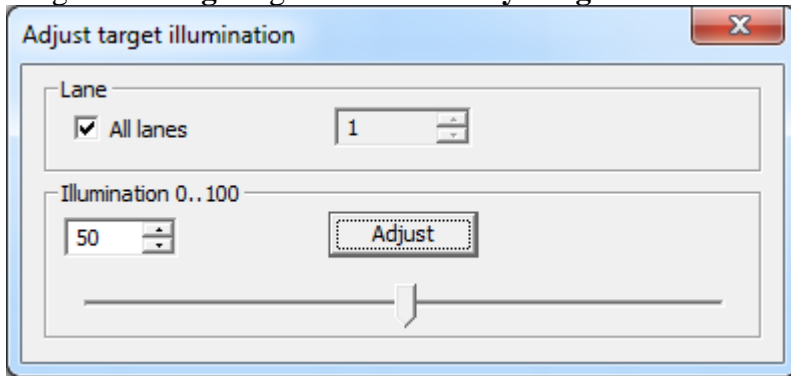 Adjust target illumination
Lane
All lanes
1
Illumination 0..100
50
Adjust